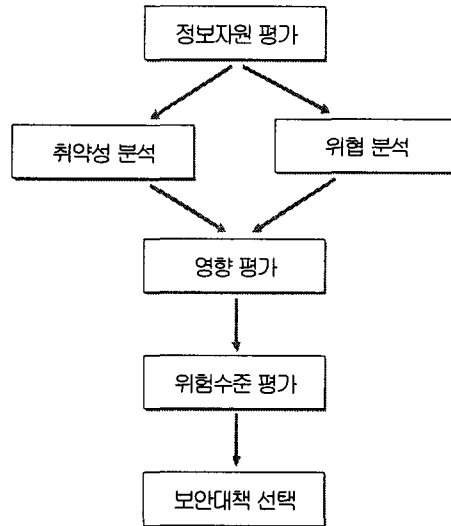 정보자원 평가
취약성 분석
위협 분석
영향 평가
위험수준 평가
보안대책 선택